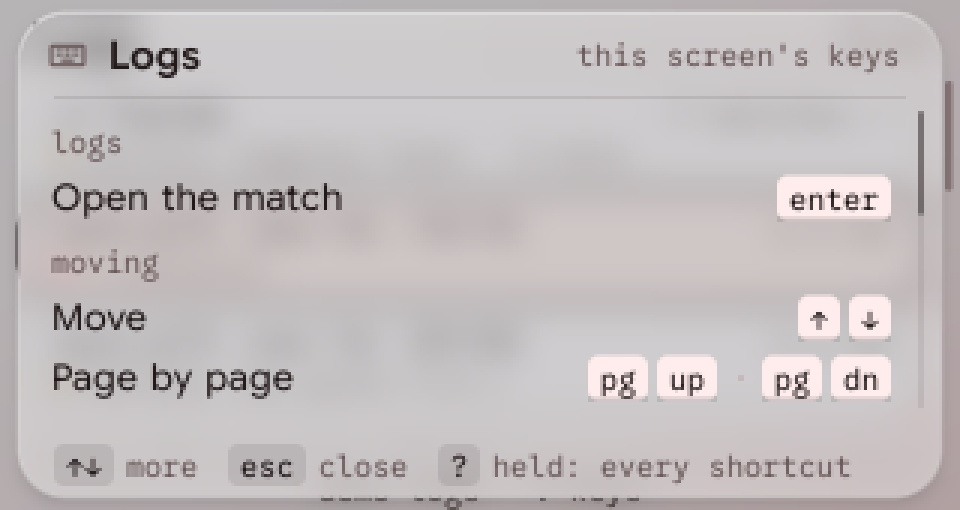 Logs this screen's keys
logs
Open the match enter
moving
Move ↑ ↓
Page by page pg up · pg dn
↑↓ more esc close ? held: every shortcut